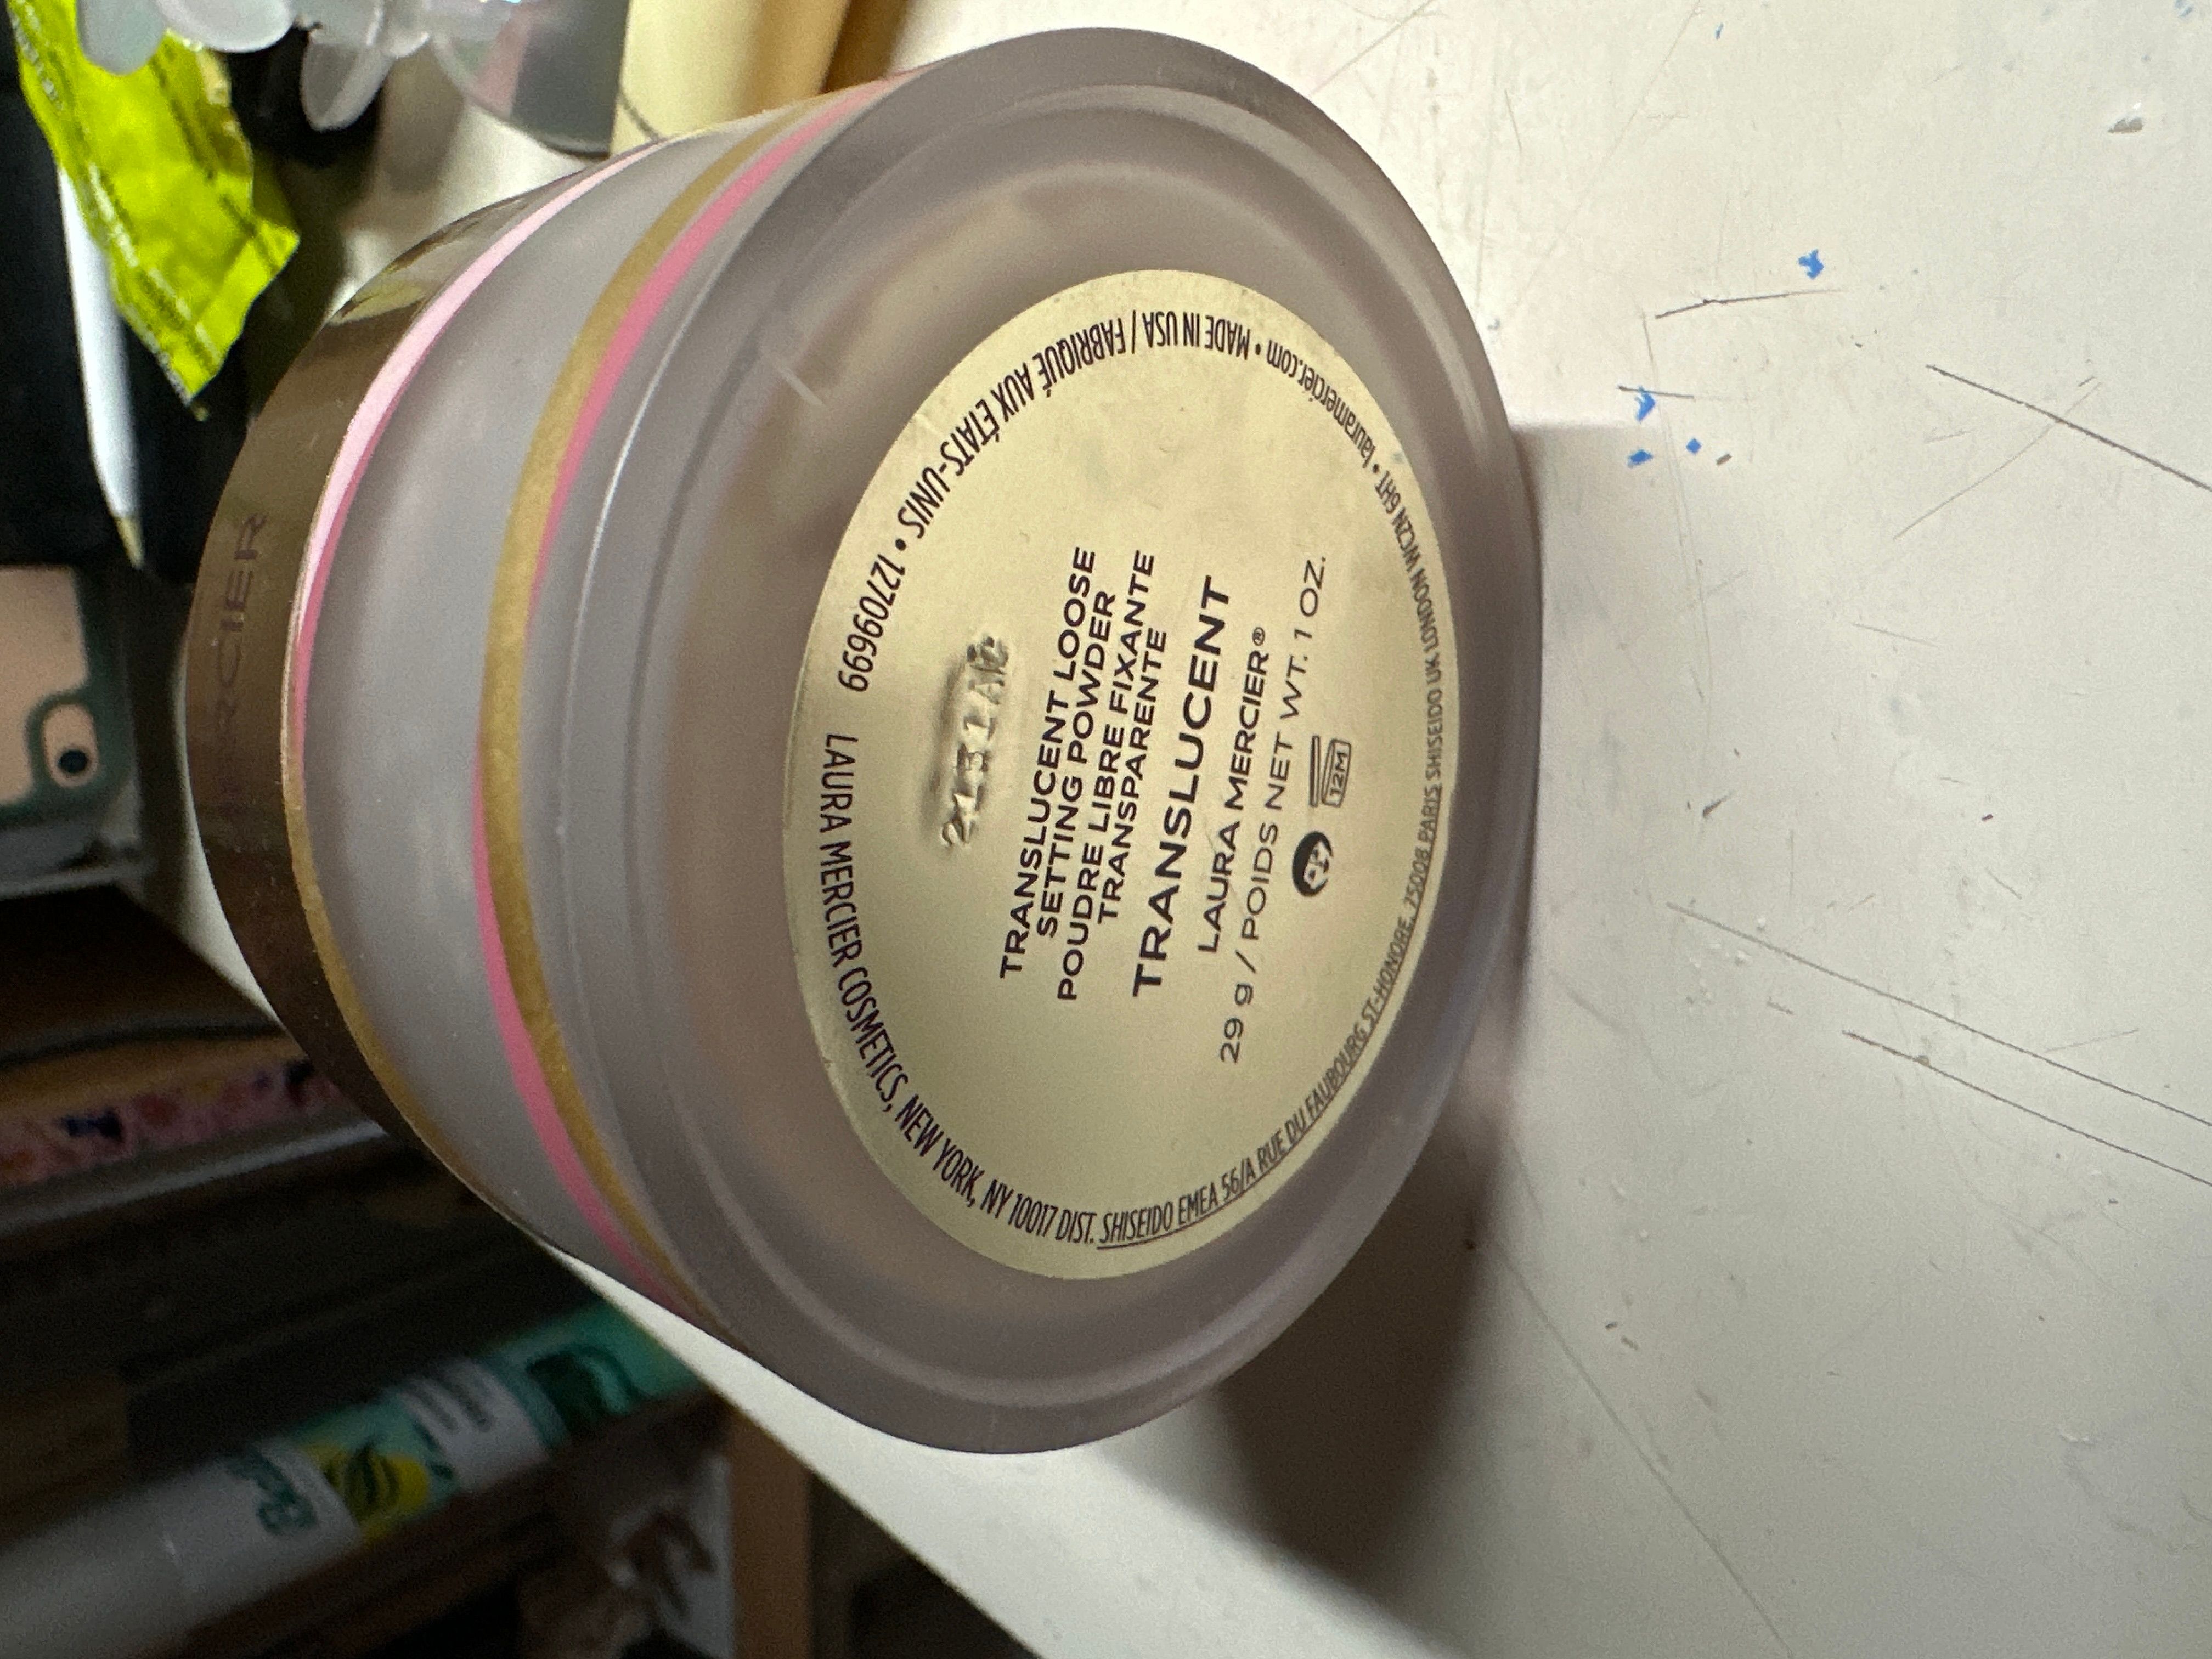 TRANSLUCENT LOOSE
SETTING POWDER
POUDRE LIBRE FIXANTE
TRANSPARENTE
TRANSLUCENT
LAURA MERCIER®
29 g / POIDS NET WT. 1 OZ.
12M
LAURA MERCIER COSMETICS, NEW YORK, NY 10017 DIST. SHISEIDO EMEA 56/A RUE DU FAUBOURG ST-HONORE, 75008 PARIS SHISEIDO UK LONDON WC2N 6HT • lauramercier.com • MADE IN USA / FABRIQUÉ AUX ÉTATS-UNIS • 12709699
MERCIER